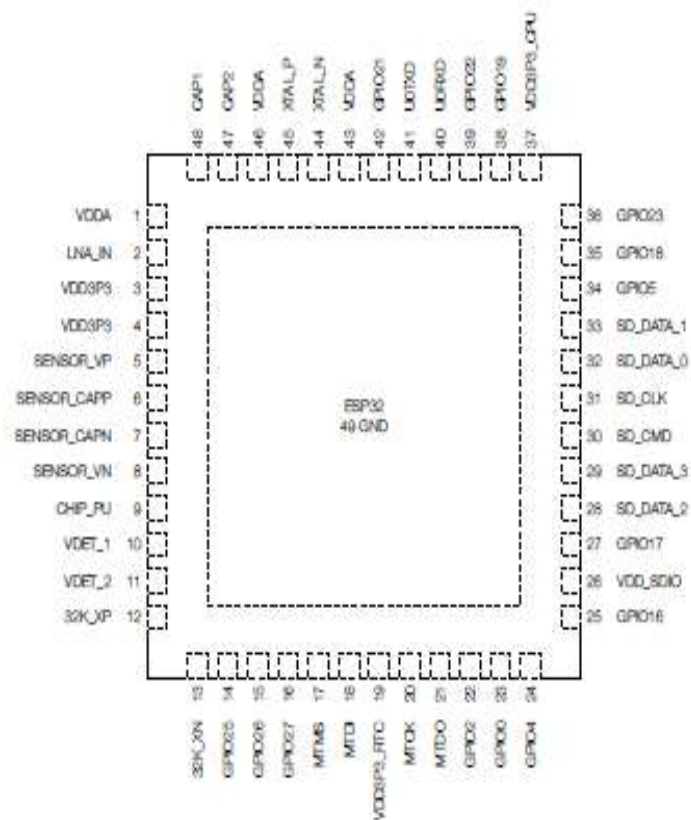 CAP1
CAP2
VDDA
XTAL_P
XTAL_N
VDDA
GPIO21
U0TXD
U0RXD
GPIO22
GPIO19
VDD3P3_CPU
48
47
46
45
44
43
42
41
40
39
38
37
VDDA 1
LNA_IN 2
VDD3P3 3
VDD3P3 4
SENSOR_VP 5
SENSOR_CAPP 6
SENSOR_CAPN 7
SENSOR_VN 8
CHIP_PU 9
VDET_1 10
VDET_2 11
32K_XP 12
ESP32
49 GND
36 GPIO23
35 GPIO18
34 GPIO5
33 SD_DATA_1
32 SD_DATA_0
31 SD_CLK
30 SD_CMD
29 SD_DATA_3
28 SD_DATA_2
27 GPIO17
26 VDD_SDIO
25 GPIO16
13
14
15
16
17
18
19
20
21
22
23
24
32K_XN
GPIO25
GPIO26
GPIO27
MTMS
MTDI
VDD3P3_RTC
MTCK
MTDO
GPIO2
GPIO0
GPIO4